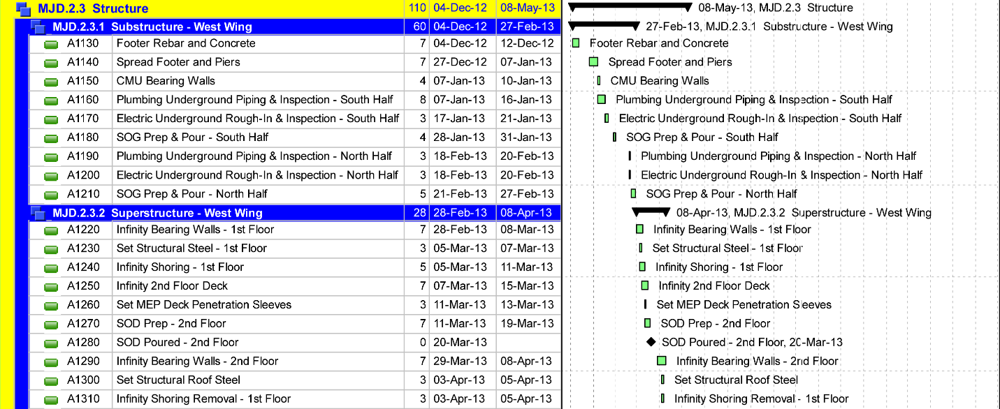 MJD.2.3 Structure 110 04-Dec-12 08-May-13 08-May-13, MJD.2.3 Structure
MJD.2.3.1 Substructure - West Wing 60 04-Dec-12 27-Feb-13 27-Feb-13, MJD.2.3.1 Substructure - West Wing
A1130 Footer Rebar and Concrete 7 04-Dec-12 12-Dec-12 Footer Rebar and Concrete
A1140 Spread Footer and Piers 7 27-Dec-12 07-Jan-13 Spread Footer and Piers
A1150 CMU Bearing Walls 4 07-Jan-13 10-Jan-13 CMU Bearing Walls
A1160 Plumbing Underground Piping & Inspection - South Half 8 07-Jan-13 16-Jan-13 Plumbing Underground Piping & Inspection - South Half
A1170 Electric Underground Rough-In & Inspection - South Half 3 17-Jan-13 21-Jan-13 Electric Underground Rough-In & Inspection - South Half
A1180 SOG Prep & Pour - South Half 4 28-Jan-13 31-Jan-13 SOG Prep & Pour - South Half
A1190 Plumbing Underground Piping & Inspection - North Half 3 18-Feb-13 20-Feb-13 Plumbing Underground Piping & Inspection - North Half
A1200 Electric Underground Rough-In & Inspection - North Half 3 18-Feb-13 20-Feb-13 Electric Underground Rough-In & Inspection - North Half
A1210 SOG Prep & Pour - North Half 5 21-Feb-13 27-Feb-13 SOG Prep & Pour - North Half
MJD.2.3.2 Superstructure - West Wing 28 28-Feb-13 08-Apr-13 08-Apr-13, MJD.2.3.2 Superstructure - West Wing
A1220 Infinity Bearing Walls - 1st Floor 7 28-Feb-13 08-Mar-13 Infinity Bearing Walls - 1st Floor
A1230 Set Structural Steel - 1st Floor 3 05-Mar-13 07-Mar-13 Set Structural Steel - 1st Floor
A1240 Infinity Shoring - 1st Floor 5 05-Mar-13 11-Mar-13 Infinity Shoring - 1st Floor
A1250 Infinity 2nd Floor Deck 7 07-Mar-13 15-Mar-13 Infinity 2nd Floor Deck
A1260 Set MEP Deck Penetration Sleeves 3 11-Mar-13 13-Mar-13 Set MEP Deck Penetration Sleeves
A1270 SOD Prep - 2nd Floor 7 11-Mar-13 19-Mar-13 SOD Prep - 2nd Floor
A1280 SOD Poured - 2nd Floor 0 20-Mar-13 SOD Poured - 2nd Floor, 20-Mar-13
A1290 Infinity Bearing Walls - 2nd Floor 7 29-Mar-13 08-Apr-13 Infinity Bearing Walls - 2nd Floor
A1300 Set Structural Roof Steel 3 03-Apr-13 05-Apr-13 Set Structural Roof Steel
A1310 Infinity Shoring Removal - 1st Floor 3 03-Apr-13 05-Apr-13 Infinity Shoring Removal - 1st Floor